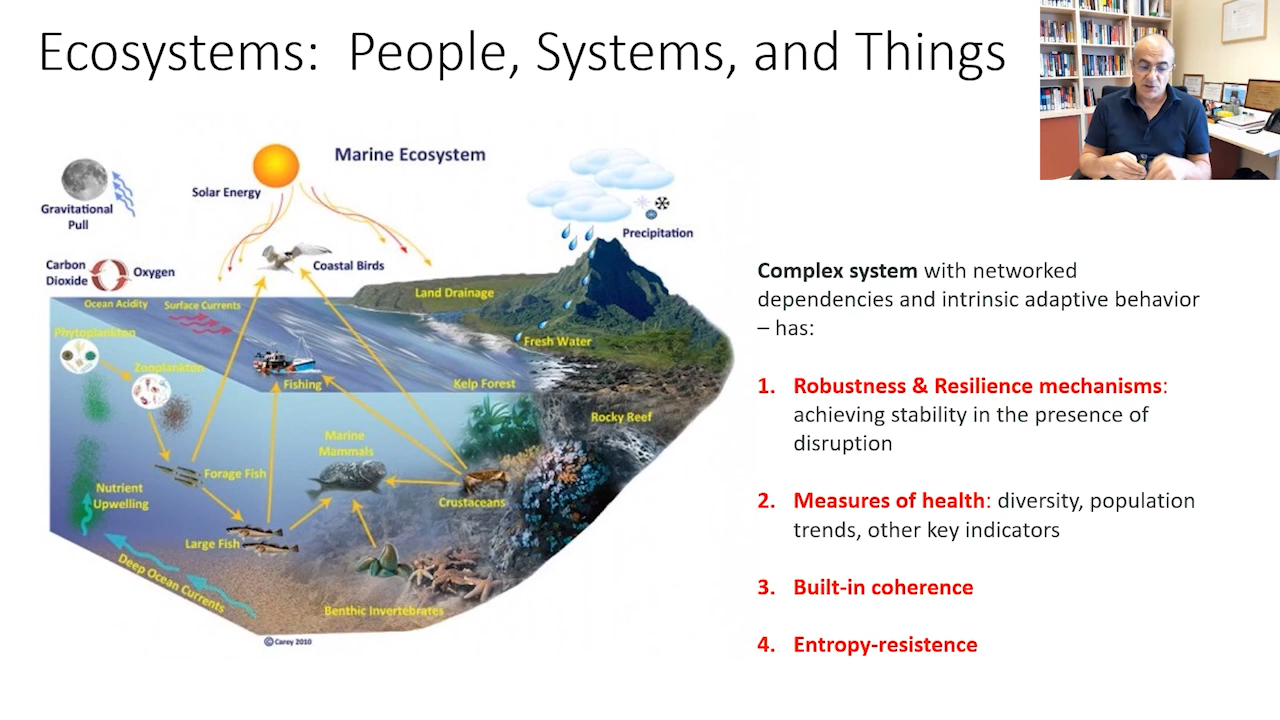 Ecosystems: People, Systems, and Things
Marine Ecosystem
Solar Energy
Gravitational
Pull
Precipitation
Carbon
Dioxide
Oxygen
Coastal Birds
Ocean Acidity
Surface Currents
Land Drainage
Phytoplankton
Fresh Water
Zooplankton
Fishing
Kelp Forest
Rocky Reef
Marine
Mammals
Forage Fish
Nutrient
Upwelling
Crustaceans
Large Fish
Deep Ocean Currents
Benthic Invertebrates
© Carey 2010
Complex system with networked
dependencies and intrinsic adaptive behavior
– has:
1. Robustness & Resilience mechanisms:
achieving stability in the presence of
disruption
2. Measures of health: diversity, population
trends, other key indicators
3. Built-in coherence
4. Entropy-resistence